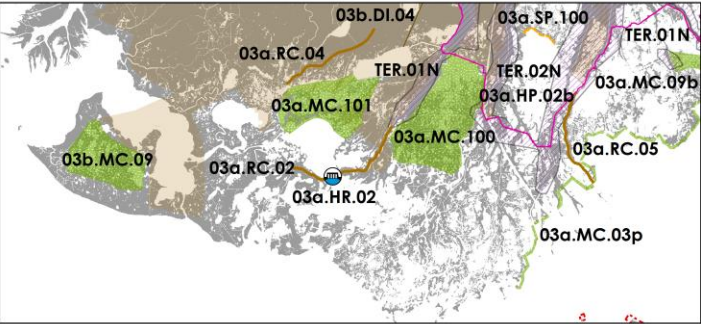 03b.DI.04
03a.SP.100
TER.01N
03a.RC.04
TER.01N
TER.02N
03a.MC.09b
03a.MC.101
03a.HP.02b
03a.MC.100
03b.MC.09
03a.RC.02
03a.RC.05
03a.HR.02
03a.MC.03p